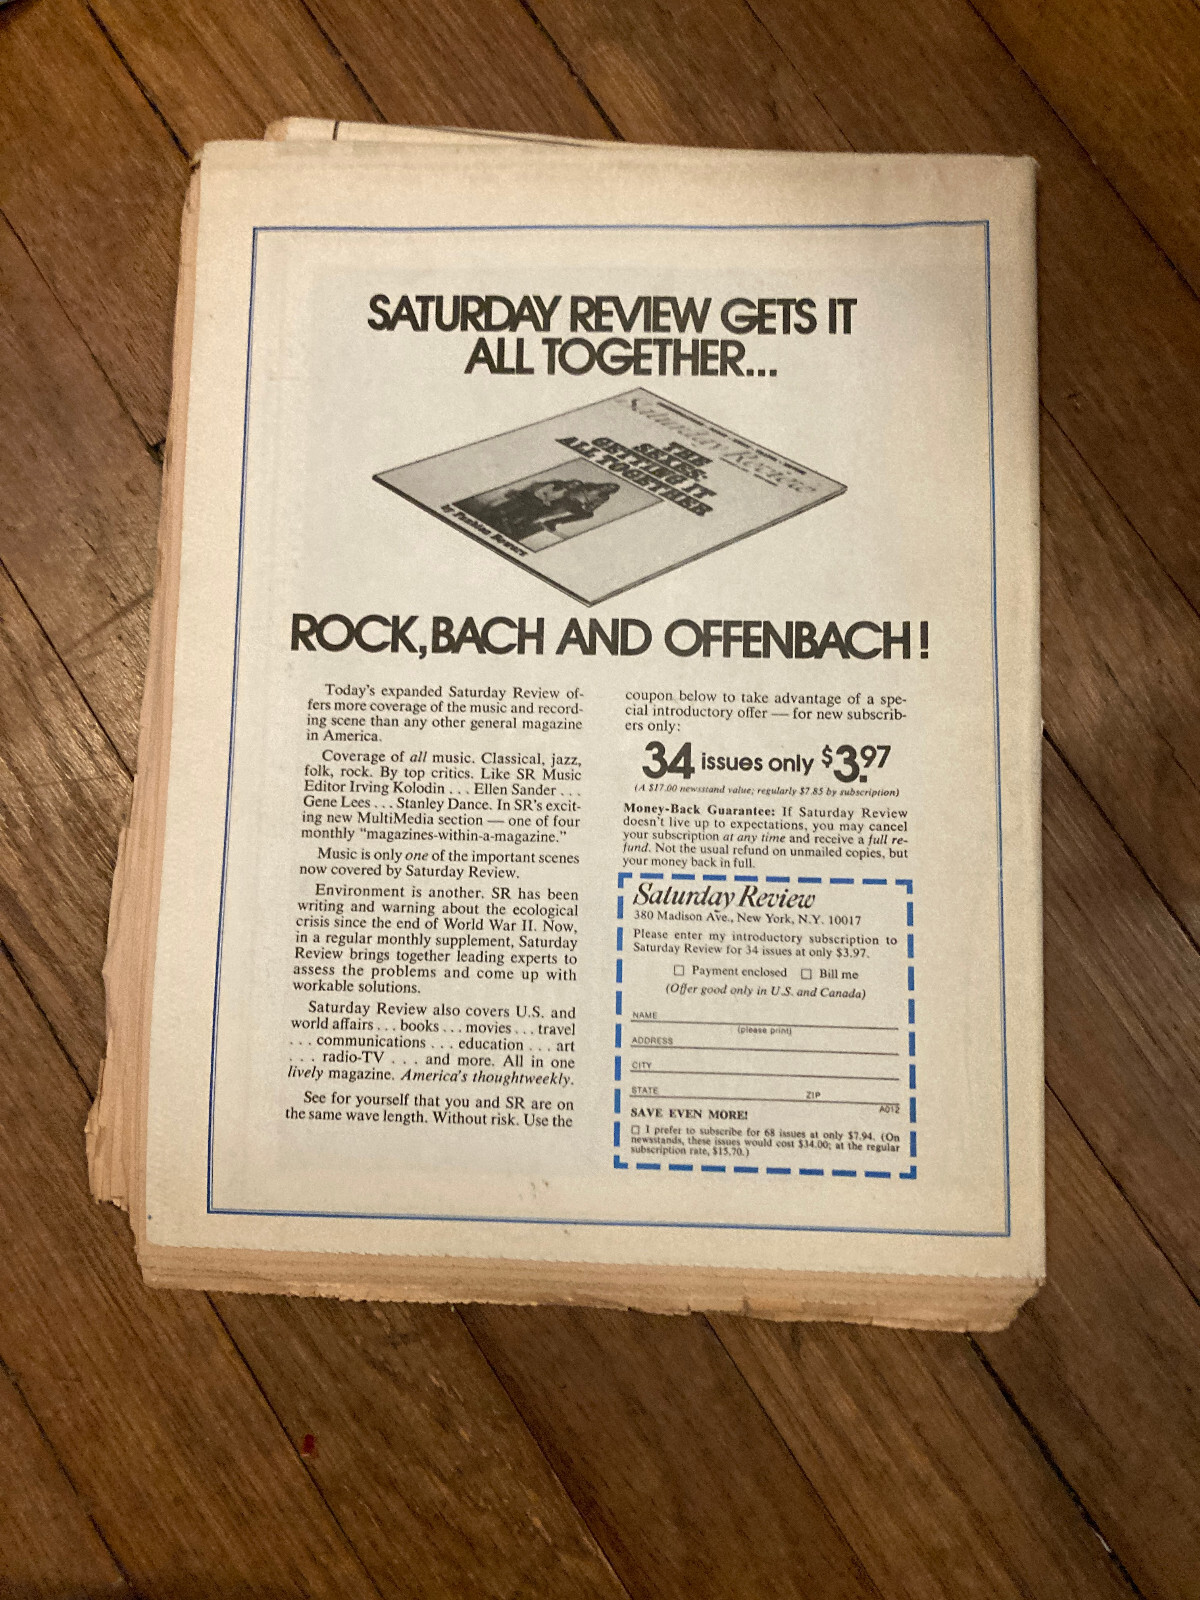 SATURDAY REVIEW GETS IT
ALL TOGETHER...
Saturday Review
THE
SEXES:
GETTING IT
ALL TOGETHER
by Faubion Bowers
ROCK, BACH AND OFFENBACH!
Today's expanded Saturday Review of-
fers more coverage of the music and record-
ing scene than any other general magazine
in America.
Coverage of all music. Classical, jazz,
folk, rock. By top critics. Like SR Music
Editor Irving Kolodin . . . Ellen Sander . . .
Gene Lees . . . Stanley Dance. In SR's excit-
ing new MultiMedia section — one of four
monthly "magazines-within-a-magazine."
Music is only one of the important scenes
now covered by Saturday Review.
Environment is another. SR has been
writing and warning about the ecological
crisis since the end of World War II. Now,
in a regular monthly supplement, Saturday
Review brings together leading experts to
assess the problems and come up with
workable solutions.
Saturday Review also covers U.S. and
world affairs . . . books . . . movies . . . travel
. . . communications . . . education . . . art
. . . radio-TV . . . and more. All in one
lively magazine. America's thoughtweekly.
See for yourself that you and SR are on
the same wave length. Without risk. Use the
coupon below to take advantage of a spe-
cial introductory offer — for new subscrib-
ers only:
34 issues only $3.97
(A $17.00 newsstand value; regularly $7.85 by subscription)
Money-Back Guarantee: If Saturday Review
doesn't live up to expectations, you may cancel
your subscription at any time and receive a full re-
fund. Not the usual refund on unmailed copies, but
your money back in full.
Saturday Review
380 Madison Ave., New York, N.Y. 10017
Please enter my introductory subscription to
Saturday Review for 34 issues at only $3.97.
☐ Payment enclosed ☐ Bill me
(Offer good only in U.S. and Canada)
NAME
(please print)
ADDRESS
CITY
STATE ZIP
A012
SAVE EVEN MORE!
☐ I prefer to subscribe for 68 issues at only $7.94. (On
newsstands, these issues would cost $34.00; at the regular
subscription rate, $15.70.)